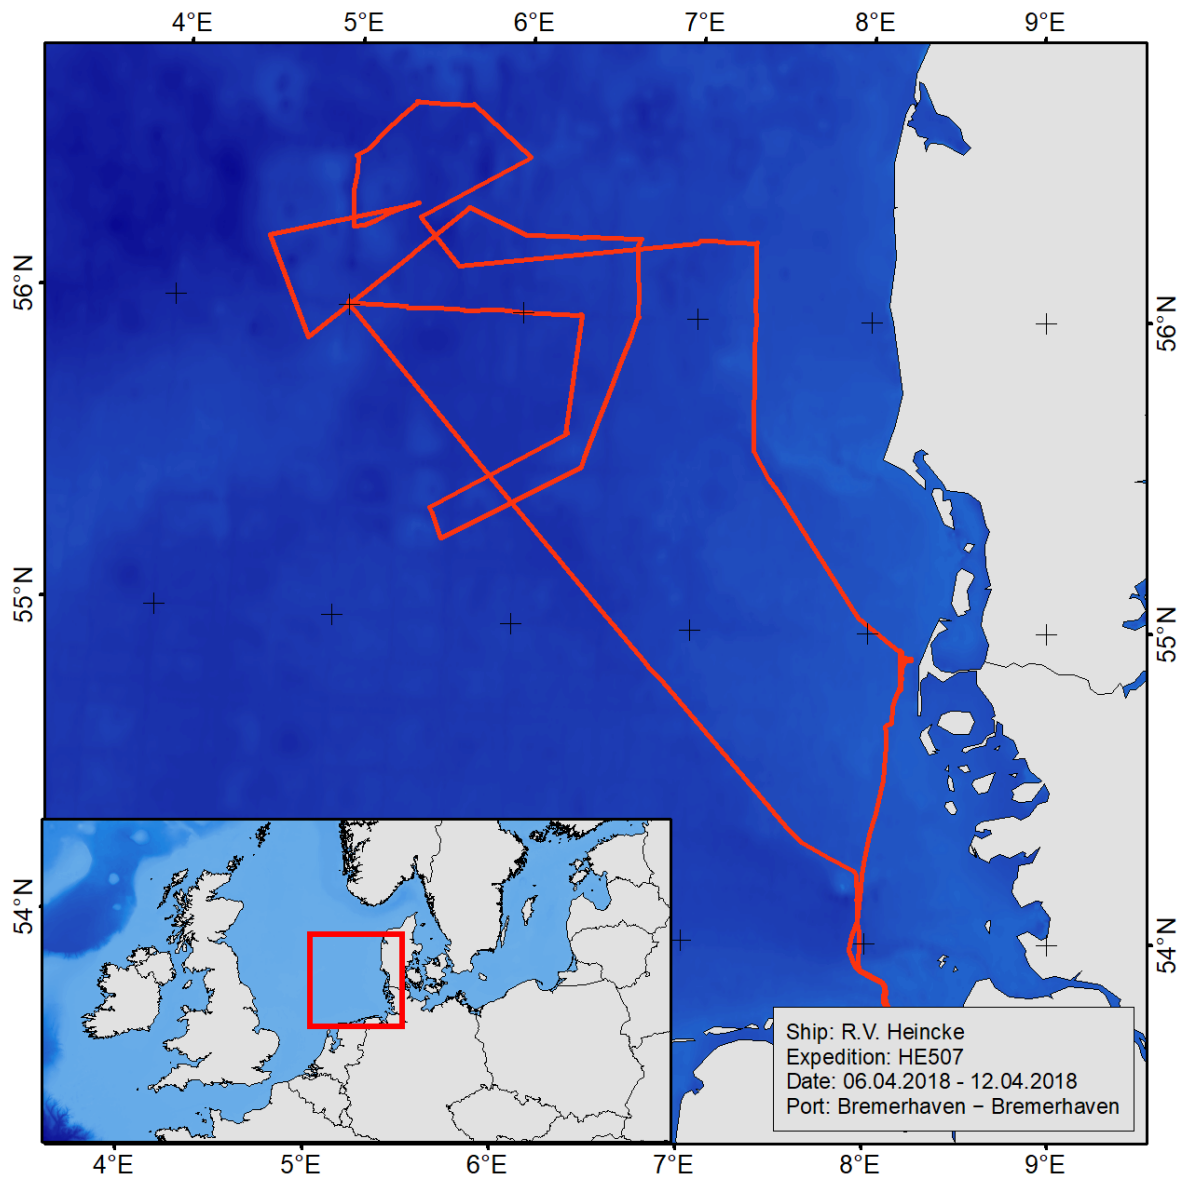 4°E 5°E 6°E 7°E 8°E 9°E
56°N
56°N
55°N
55°N
54°N
54°N
Ship: R.V. Heincke
Expedition: HE507
Date: 06.04.2018 - 12.04.2018
Port: Bremerhaven – Bremerhaven
4°E 5°E 6°E 7°E 8°E 9°E